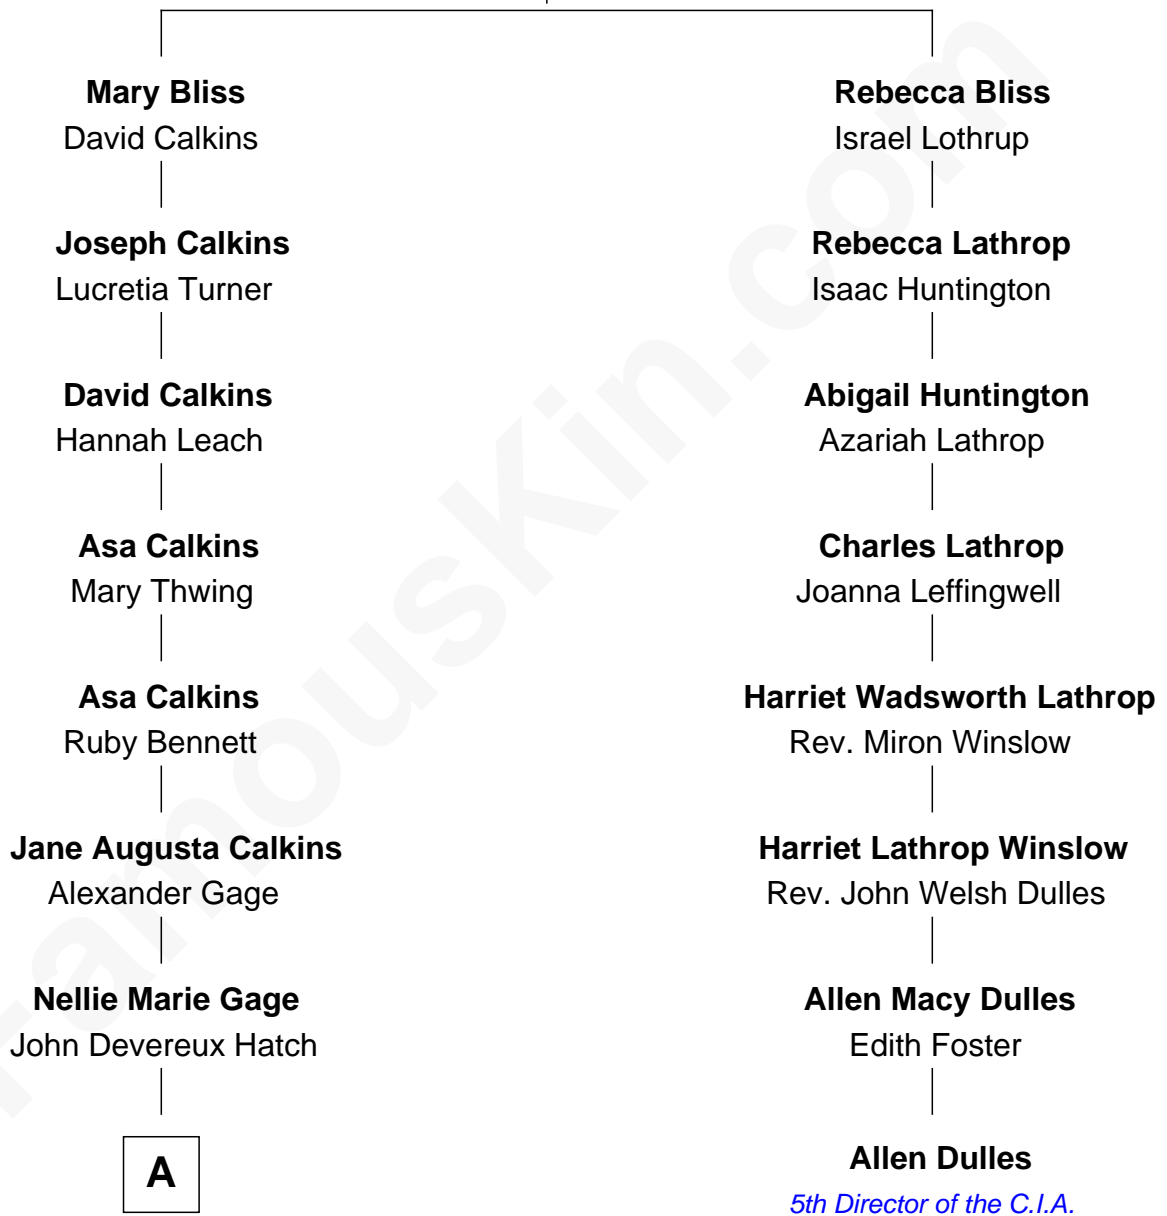 Mary Bliss
David Calkins
Rebecca Bliss
Israel Lothrup
Joseph Calkins
Lucretia Turner
Rebecca Lathrop
Isaac Huntington
David Calkins
Hannah Leach
Abigail Huntington
Azariah Lathrop
Asa Calkins
Mary Thwing
Charles Lathrop
Joanna Leffingwell
Asa Calkins
Ruby Bennett
Harriet Wadsworth Lathrop
Rev. Miron Winslow
Jane Augusta Calkins
Alexander Gage
Harriet Lathrop Winslow
Rev. John Welsh Dulles
Nellie Marie Gage
John Devereux Hatch
Allen Macy Dulles
Edith Foster
A
Allen Dulles
5th Director of the C.I.A.
FamousKin.com